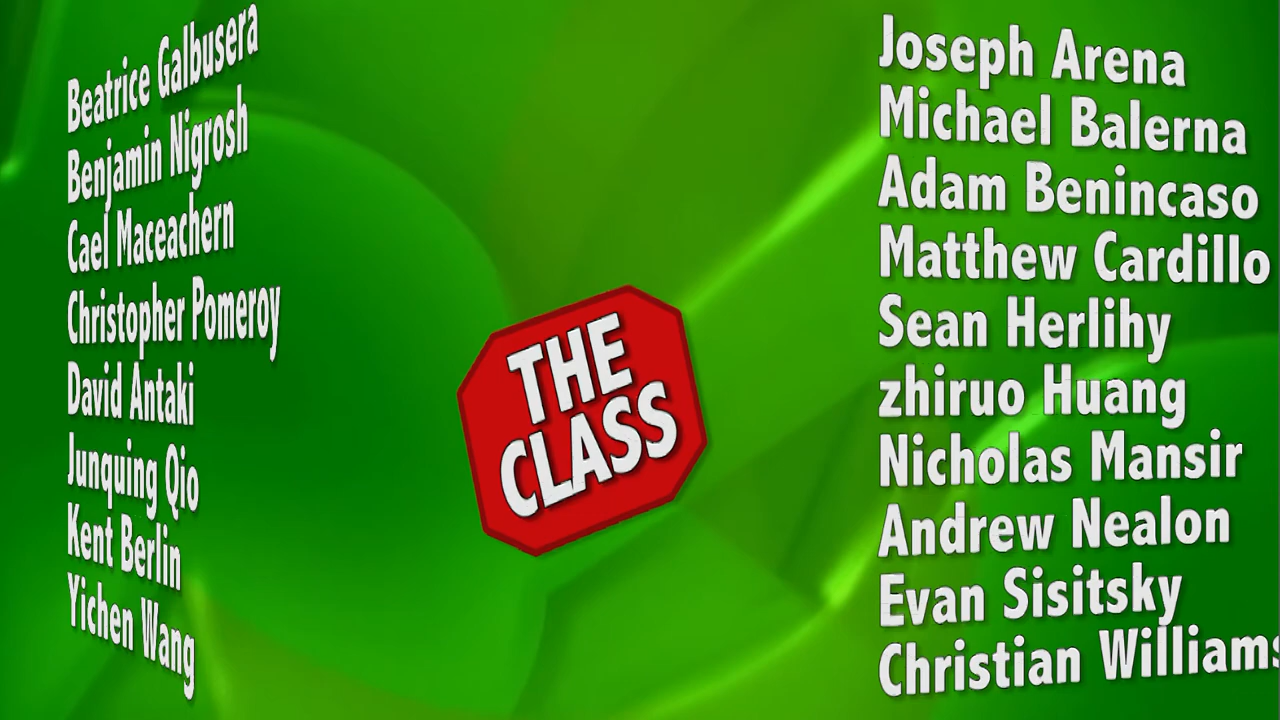 Beatrice Galbusera
Benjamin Nigrosh
Cael Maceachern
Christopher Pomeroy
David Antaki
Junquing Qio
Kent Berlin
Yichen Wang
THE
CLASS
Joseph Arena
Michael Balerna
Adam Benincaso
Matthew Cardillo
Sean Herlihy
zhiruo Huang
Nicholas Mansir
Andrew Nealon
Evan Sisitsky
Christian Williams